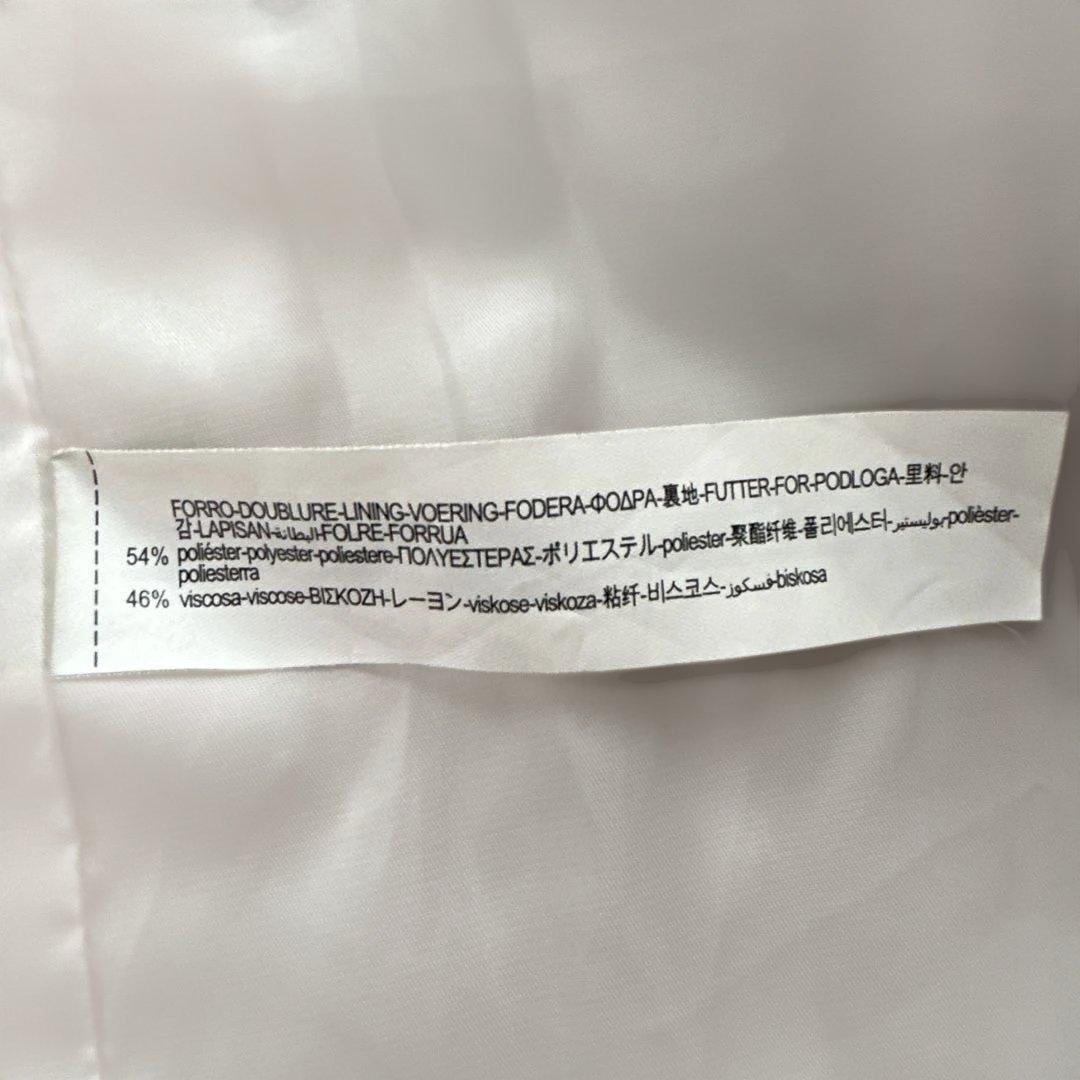 FORRO-DOUBLURE-LINING-VOERING-FODERA-ΦΟΔΡΑ-裏地-FUTTER-FOR-PODLOGA-里料-안
감-LAPISAN-البطانة-FOLRE-FORRUA
54% poliéster-polyester-poliestere-ΠΟΛΥΕΣΤΕΡΑΣ-ポリエステル-poliester-聚酯纤维-폴리에스터-بوليستير-polièster-
poliesterra
46% viscosa-viscose-ΒΙΣΚΟΖΗ-レーヨン-viskose-viskoza-粘纤-비스코스-فسكوز-biskosa